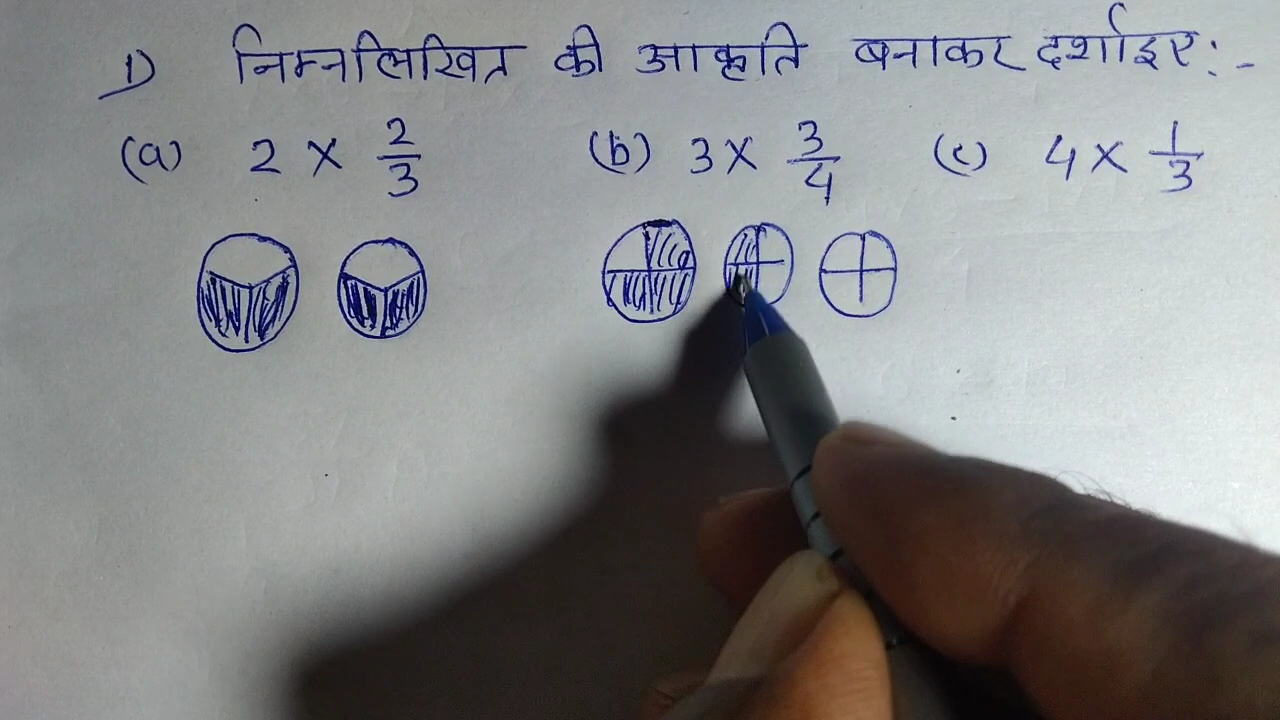 1) निम्नलिखित की आकृति बनाकर दर्शाइए:-
(a) 2 × 2/3 (b) 3 × 3/4 (c) 4 × 1/3